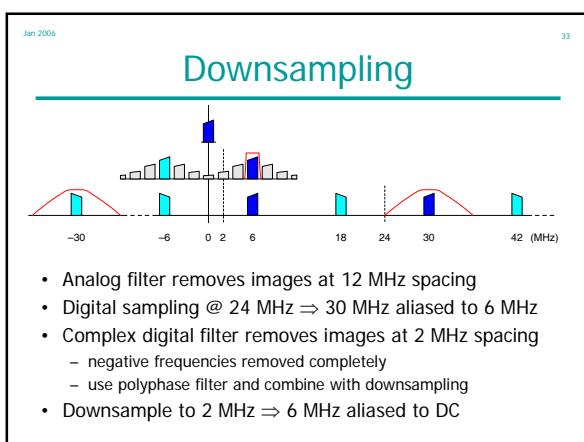 Jan 2006
33
Downsampling
–30 –6 0 2 6 18 24 30 42 (MHz)
• Analog filter removes images at 12 MHz spacing
• Digital sampling @ 24 MHz ⇒ 30 MHz aliased to 6 MHz
• Complex digital filter removes images at 2 MHz spacing
– negative frequencies removed completely
– use polyphase filter and combine with downsampling
• Downsample to 2 MHz ⇒ 6 MHz aliased to DC